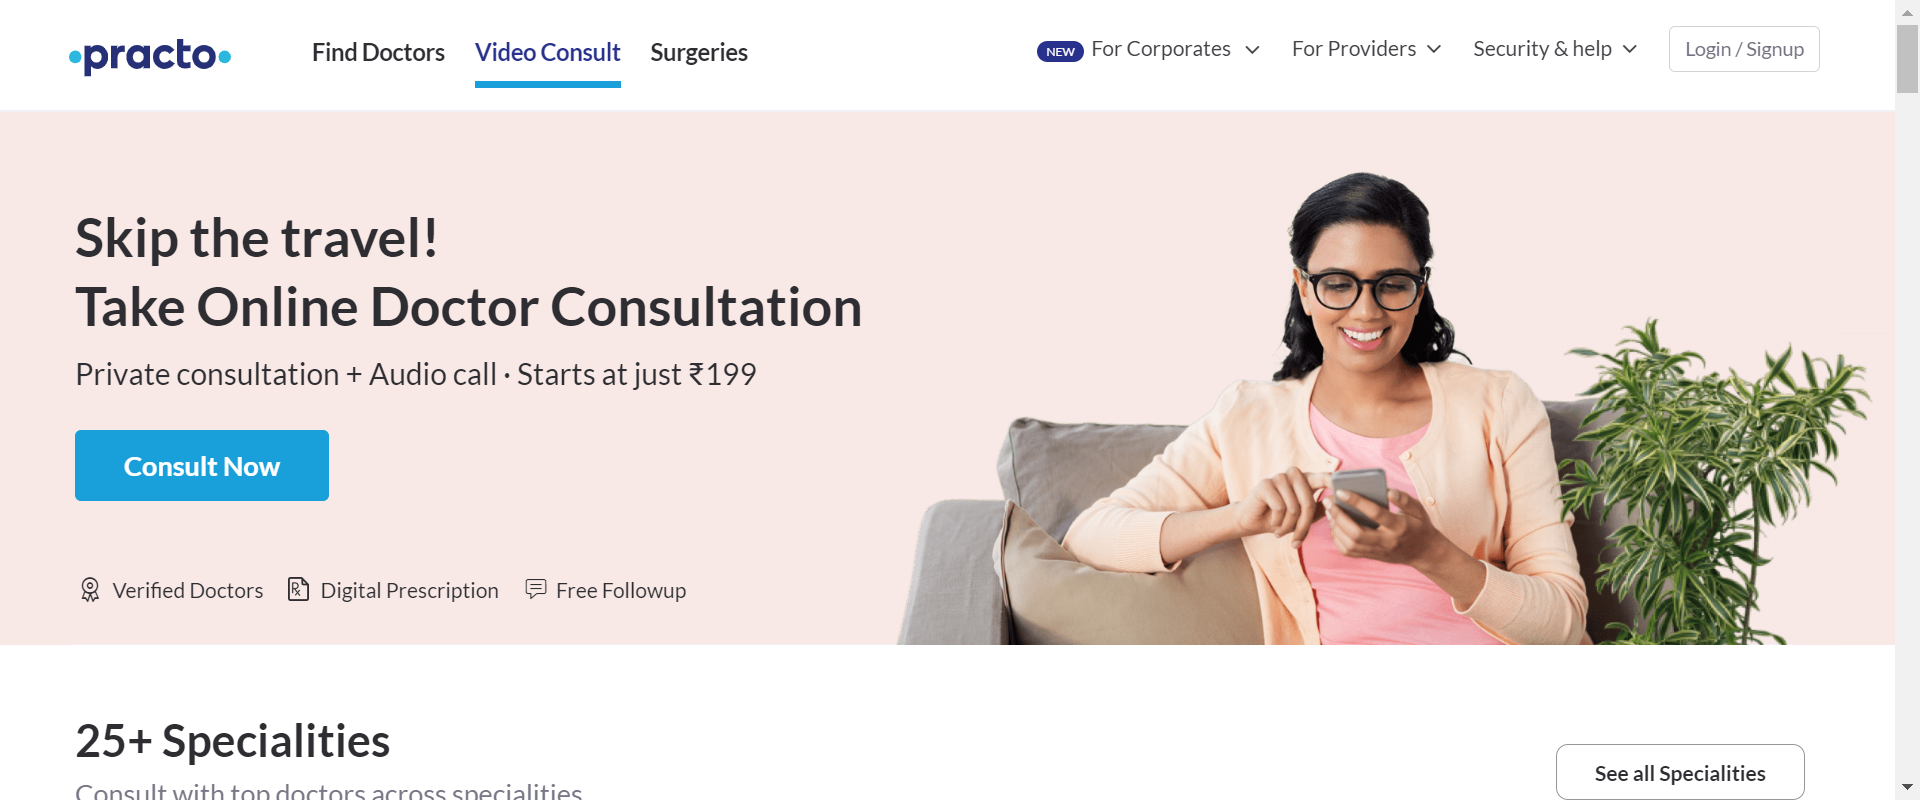 practo
Find Doctors Video Consult Surgeries
NEW For Corporates For Providers Security & help Login / Signup
Skip the travel!
Take Online Doctor Consultation
Private consultation + Audio call · Starts at just ₹199
Consult Now
Verified Doctors Digital Prescription Free Followup
25+ Specialities
See all Specialities
Consult with top doctors across specialities